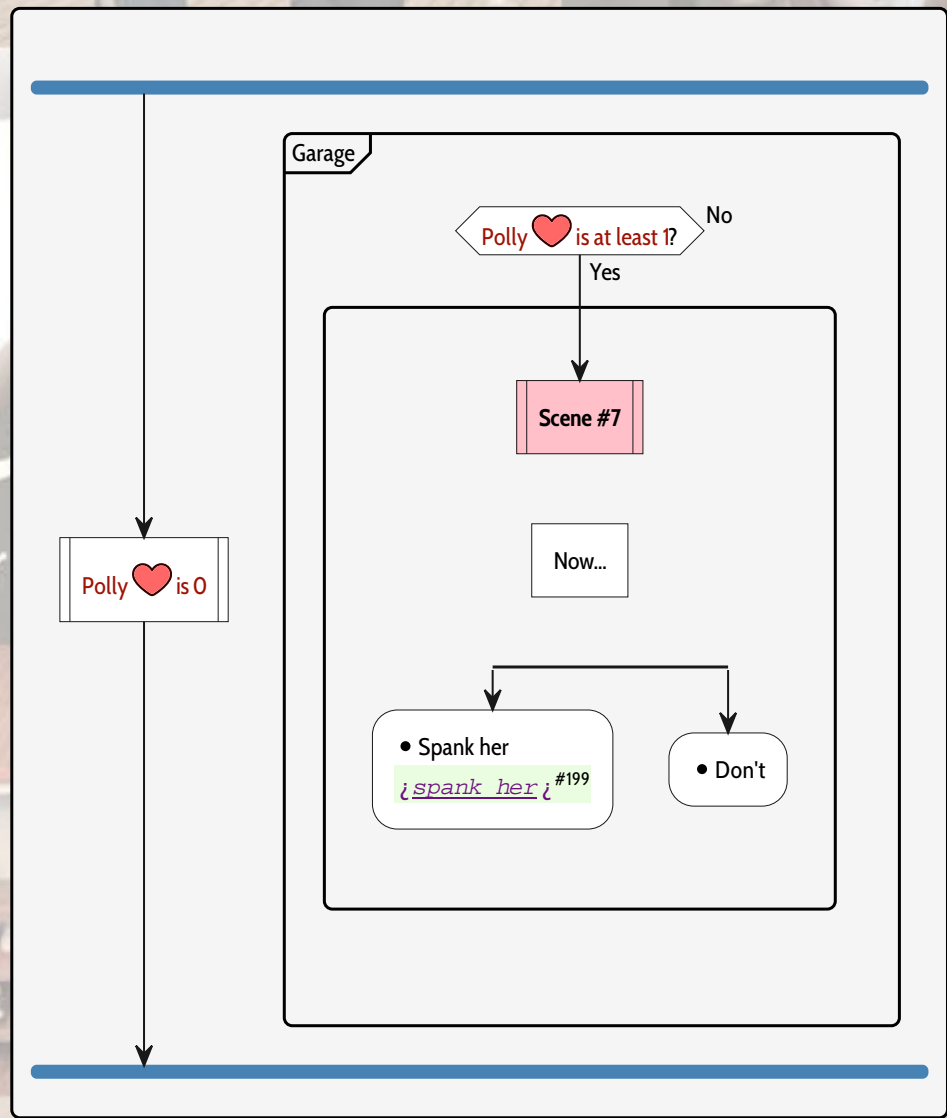 Garage
Polly ❤ is at least 1?
No
Yes
Scene #7
Now...
Polly ❤ is 0
• Spank her
¿spank her¿#199
• Don't